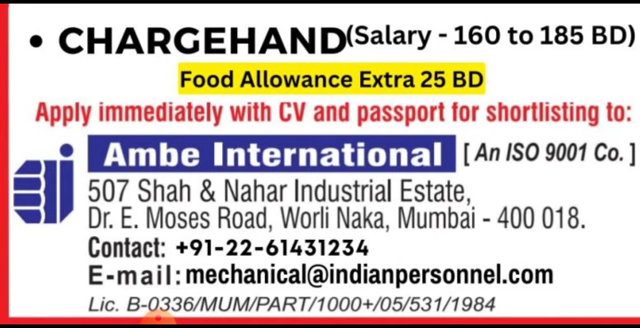 • CHARGEHAND (Salary - 160 to 185 BD)
Food Allowance Extra 25 BD
Apply immediately with CV and passport for shortlisting to:
Ambe International [ An ISO 9001 Co. ]
507 Shah & Nahar Industrial Estate,
Dr. E. Moses Road, Worli Naka, Mumbai - 400 018.
Contact: +91-22-61431234
E-mail: mechanical@indianpersonnel.com
Lic. B-0336/MUM/PART/1000+/05/531/1984